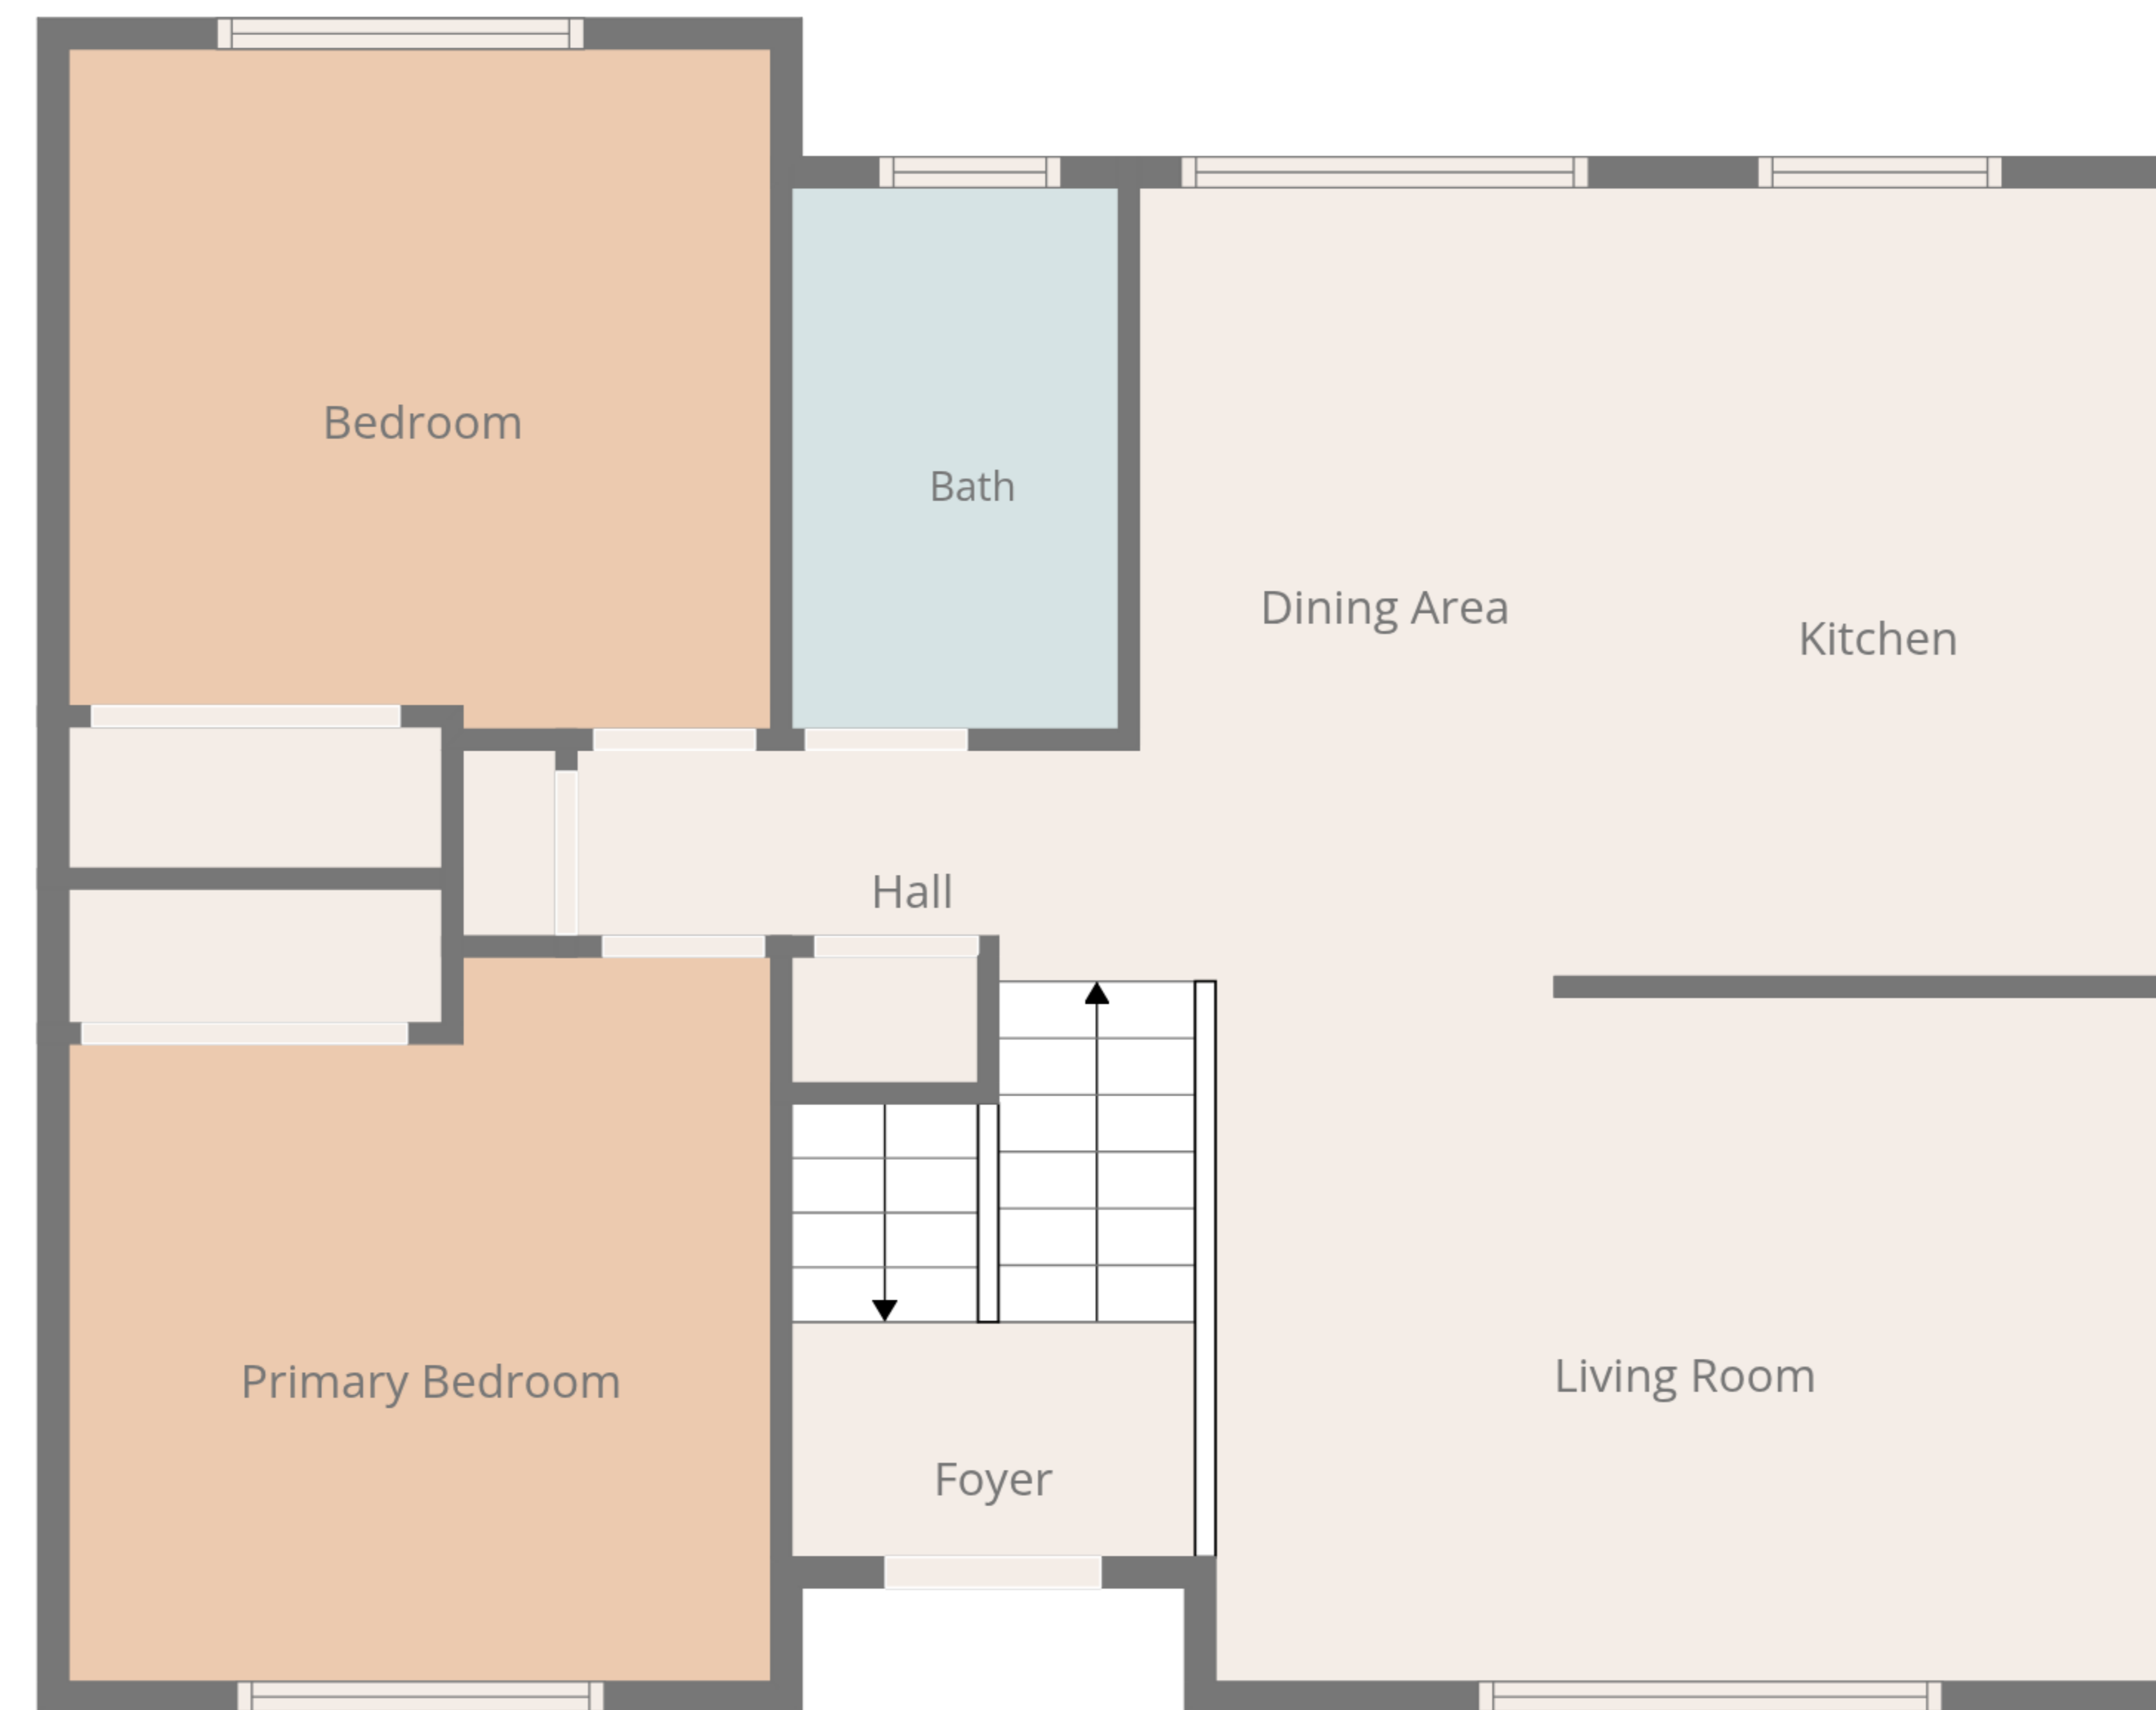 Bedroom
Bath
Dining Area
Kitchen
Hall
Primary Bedroom
Living Room
Foyer